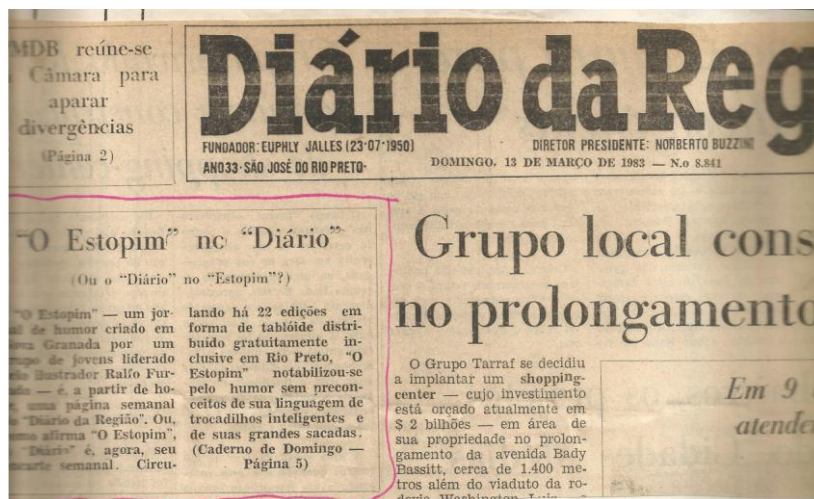 MDB reúne-se
Câmara para
aparar
divergências
(Página 2)
Diário da Reg
FUNDADOR: EUPHLY JALLES (23-07-1950)
DIRETOR PRESIDENTE: NORBERTO BUZZINI
ANO 33 - SÃO JOSÉ DO RIO PRETO -
DOMINGO, 13 DE MARÇO DE 1983 — N.o 8.841
"O Estopim" no "Diário"
(Ou o "Diário" no "Estopim"?)
"O Estopim" — um jor-
de humor criado em
Granada por um
de jovens liderado
ilustrador Ralfo Fur-
— é, a partir de ho-
uma página semanal
"Diário da Região". Ou,
afirma "O Estopim",
"Diário" é, agora, seu
encarte semanal. Circu-
lando há 22 edições em
forma de tablóide distri-
buído gratuitamente in-
clusive em Rio Preto, "O
Estopim" notabilizou-se
pelo humor sem precon-
ceitos de sua linguagem de
trocadilhos inteligentes e
de suas grandes sacadas.
(Caderno de Domingo —
Página 5)
Grupo local cons
no prolongamento
O Grupo Tarraf se decidiu
a implantar um shopping-
center — cujo investimento
está orçado atualmente em
$ 2 bilhões — em área de
sua propriedade no prolon-
gamento da avenida Bady
Bassitt, cerca de 1.400 me-
tros além do viaduto da ro-
dovia Washington Luiz
Em 9
atende